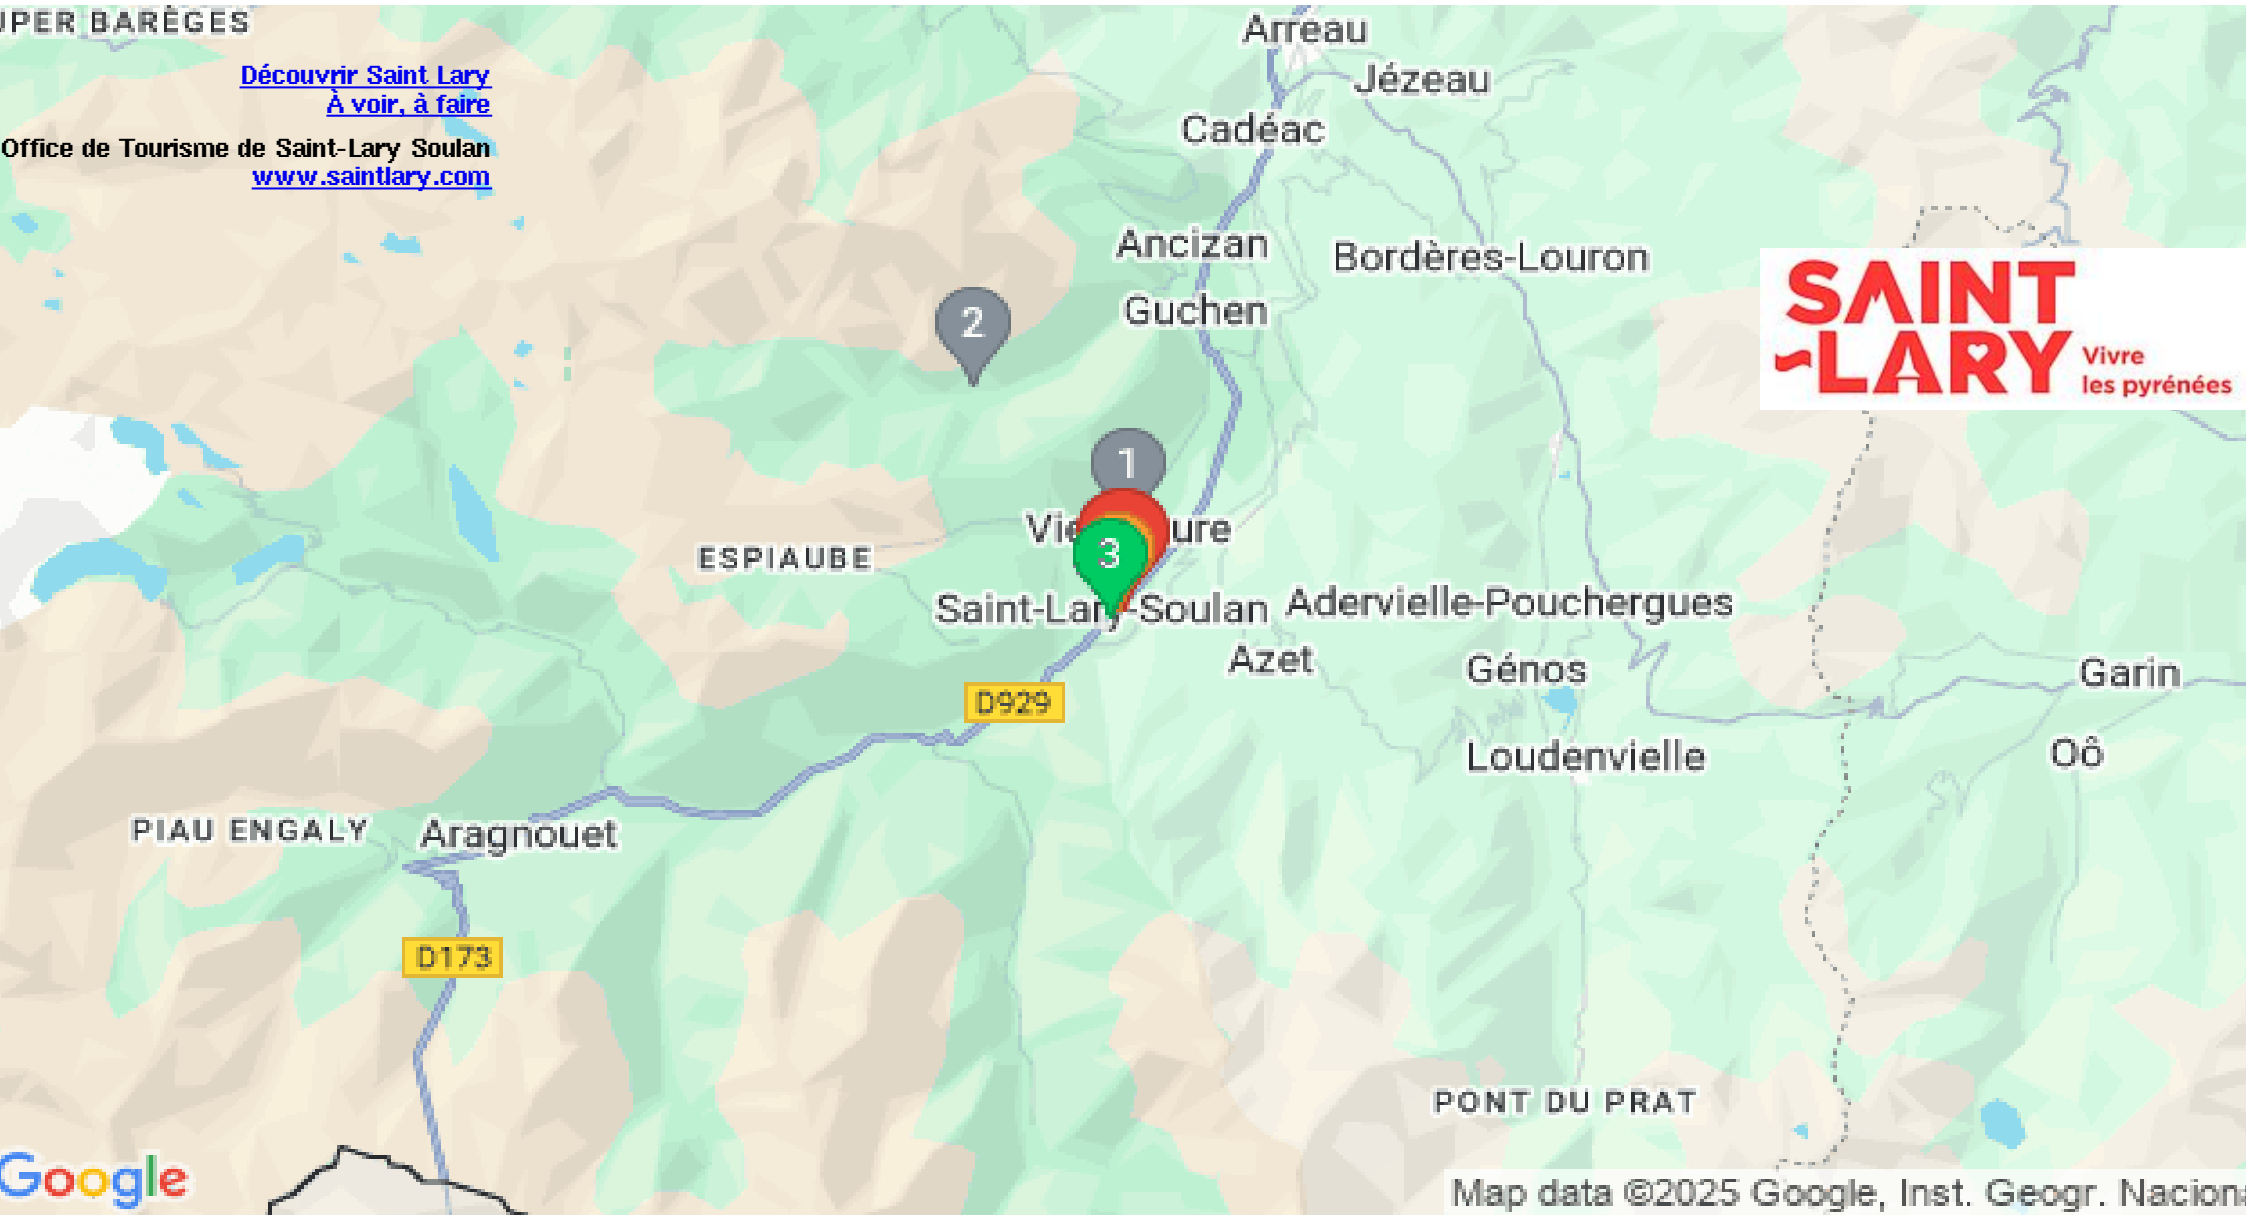 UPER BARÈGES
Découvrir Saint Lary
À voir, à faire
Office de Tourisme de Saint-Lary Soulan
www.saintlary.com
Arreau
Jézeau
Cadéac
Ancizan
Bordères-Louron
Guchen
SAINT
~LARY
Vivre
les pyrénées
2
1
3
ESPIAUBE
Saint-Lary-Soulan
Adervielle-Pouchergues
Azet
Génos
Garin
D929
Loudenvielle
Oô
PIAU ENGALY
Aragnouet
D173
PONT DU PRAT
Google
Map data ©2025 Google, Inst. Geogr. Naciona